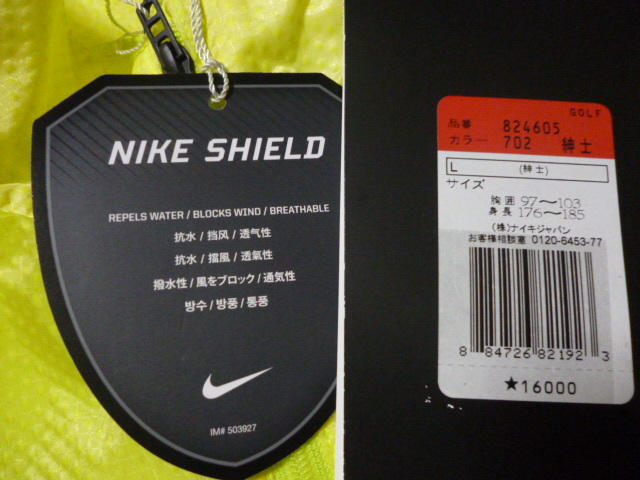 NIKE SHIELD
REPELS WATER / BLOCKS WIND / BREATHABLE
抗水 / 挡风 / 透气性
抗水 / 擋風 / 透氣性
撥水性 / 風をブロック / 通気性
방수 / 방풍 / 통풍
IM# 503927
GOLF
品番 824605
カラー 702 紳士
L (紳士)
サイズ
胸囲 97〜103
身長 176〜185
(株)ナイキジャパン
お客様相談室 0120-6453-77
8 84726 82192 3
★16000